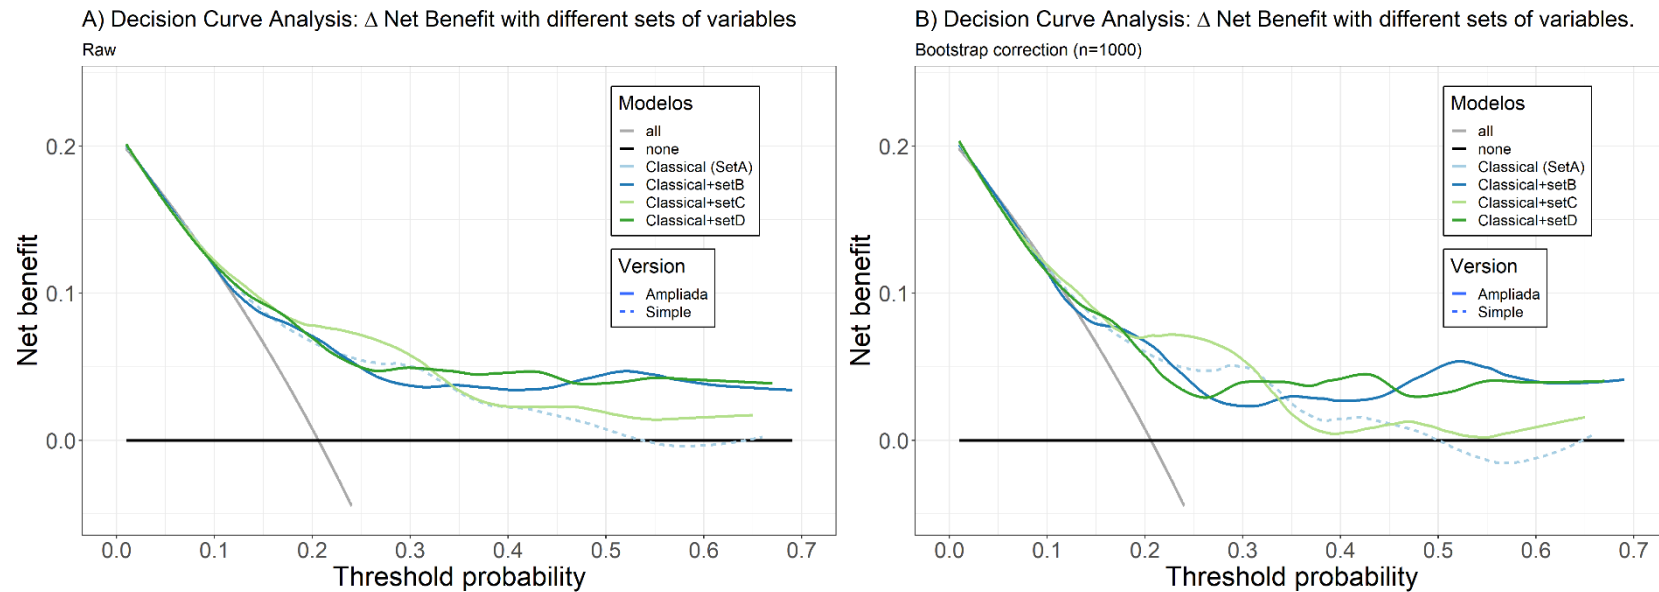 A) Decision Curve Analysis: Δ Net Benefit with different sets of variables
Raw
Net benefit
0.2
0.1
0.0
Modelos
all
none
Classical (SetA)
Classical+setB
Classical+setC
Classical+setD
Version
Ampliada
Simple
0.0 0.1 0.2 0.3 0.4 0.5 0.6 0.7
Threshold probability
B) Decision Curve Analysis: Δ Net Benefit with different sets of variables.
Bootstrap correction (n=1000)
Net benefit
0.2
0.1
0.0
Modelos
all
none
Classical (SetA)
Classical+setB
Classical+setC
Classical+setD
Version
Ampliada
Simple
0.0 0.1 0.2 0.3 0.4 0.5 0.6 0.7
Threshold probability